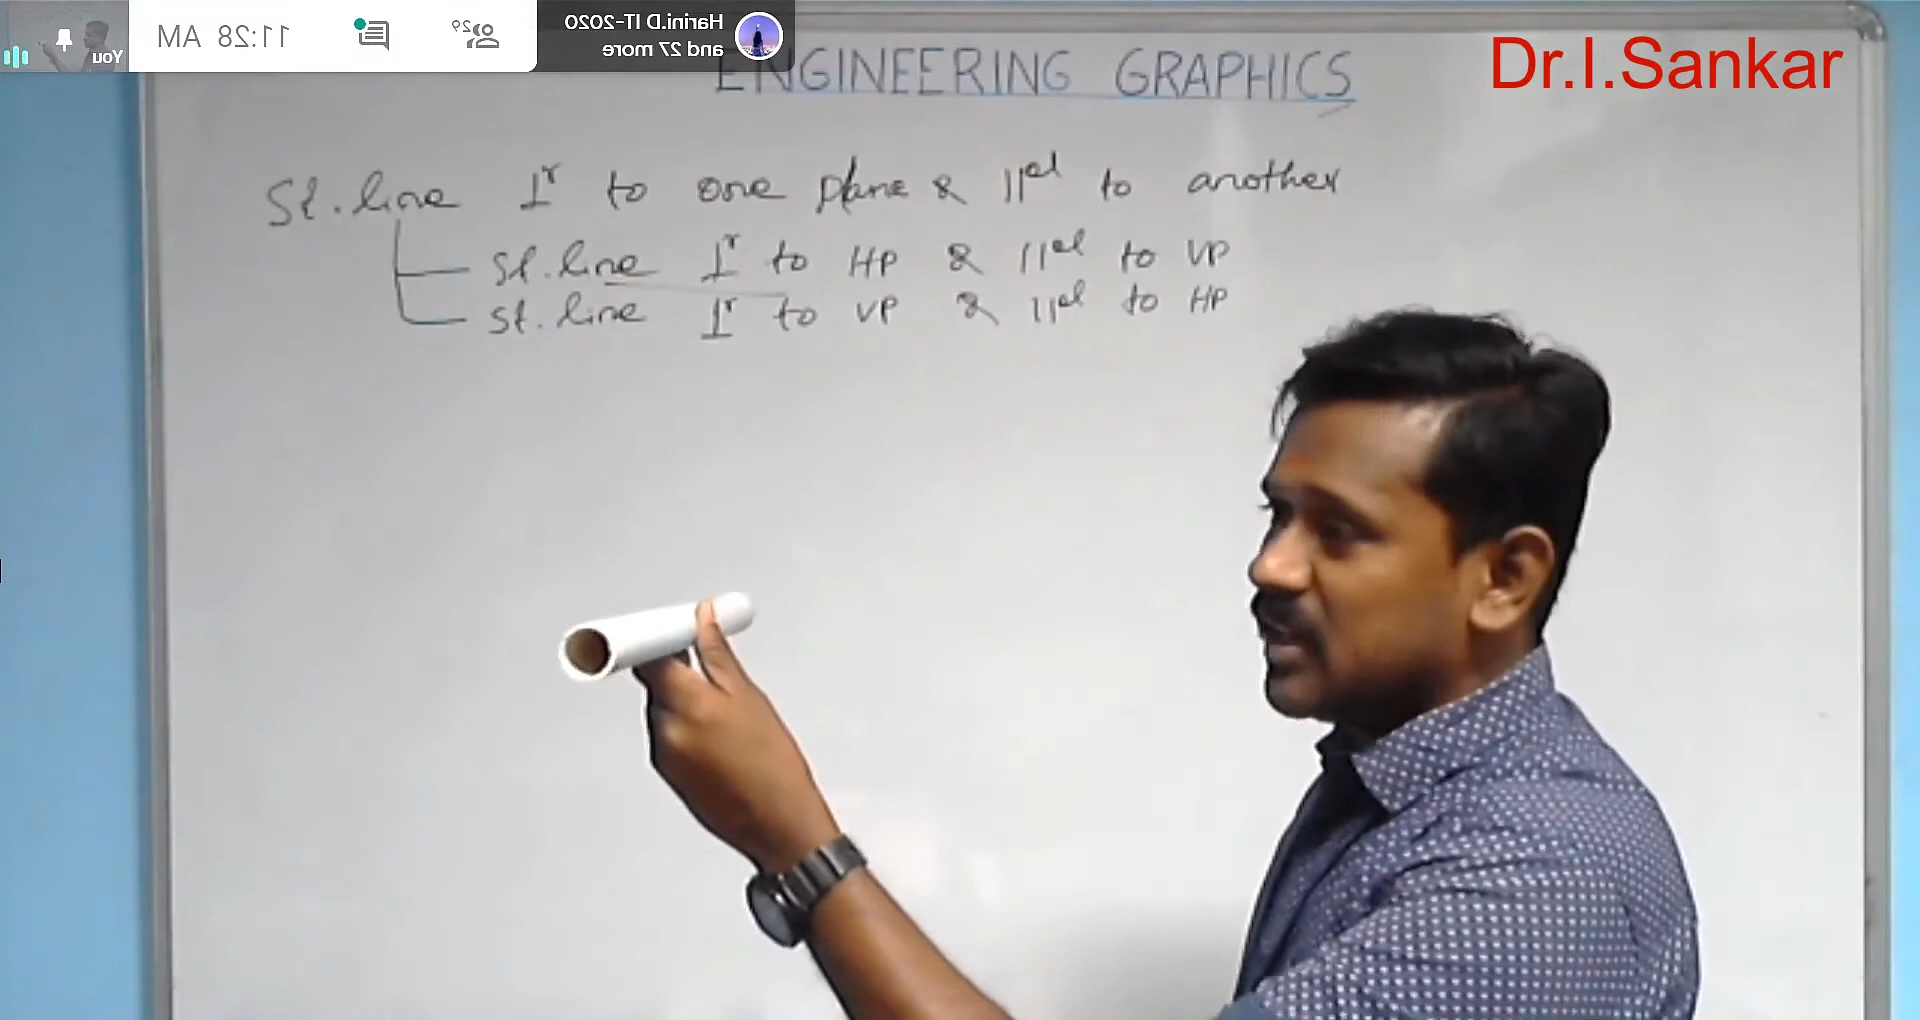 You
11:28 AM
29
Harini.D IT-2020
and 27 more
Dr.I.Sankar
ENGINEERING GRAPHICS
St. line ⊥r to one plane & ||el to another
St. line ⊥r to HP & ||el to VP
St. line ⊥r to VP & ||el to HP